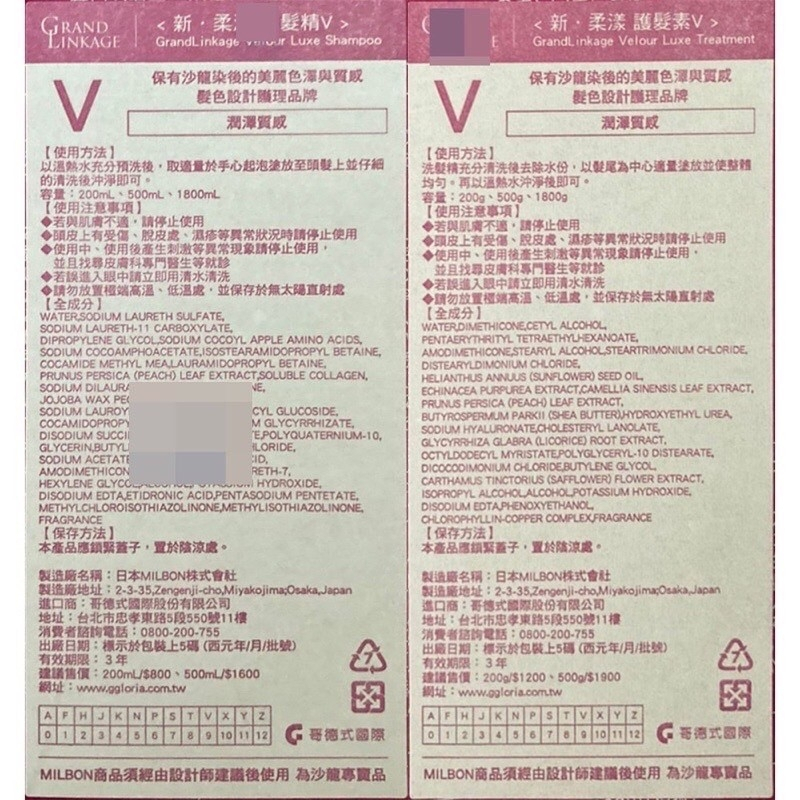 GRAND LINKAGE
< 新・柔漾 髮精V >
GrandLinkage Velour Luxe Shampoo
V
保有沙龍染後的美麗色澤與質感
髮色設計護理品牌
潤澤質感
【使用方法】
以溫熱水充分預洗後，取適量於手心起泡塗放至頭髮上並仔細
的清洗後沖淨即可。
容量：200mL、500mL、1800mL
【使用注意事項】
◆若與肌膚不適，請停止使用
◆頭皮上有受傷、脫皮處、濕疹等異常狀況時請停止使用
◆使用中、使用後產生刺激等異常現象請停止使用，
並且找尋皮膚科專門醫生等就診
◆若誤進入眼中請立即用清水清洗
◆請勿放置極端高溫、低溫處，並保存於無太陽直射處
【全成分】
WATER,SODIUM LAURETH SULFATE,
SODIUM LAURETH-11 CARBOXYLATE,
DIPROPYLENE GLYCOL,SODIUM COCOYL APPLE AMINO ACIDS,
SODIUM COCOAMPHOACETATE,ISOSTEARAMIDOPROPYL BETAINE,
COCAMIDE METHYL MEA,LAURAMIDOPROPYL BETAINE,
PRUNUS PERSICA (PEACH) LEAF EXTRACT,SOLUBLE COLLAGEN,
SODIUM
JOJOBA WAX
SODIUM GLUCOSIDE,
GLYCYRRHIZATE,
DISODIUM POLYQUATERNIUM-10,
GLYCERIN,
SODIUM ACETATE
HEXYLENE HYDROXIDE,
DISODIUM EDTA,ETIDRONIC ACID,PENTASODIUM PENTETATE,
METHYLCHLOROISOTHIAZOLINONE,METHYLISOTHIAZOLINONE,
FRAGRANCE
【保存方法】
本產品應鎖緊蓋子，置於陰涼處。
製造廠名稱：日本MILBON株式會社
製造廠地址：2-3-35,Zengenji-cho,Miyakojima;Osaka,Japan
進口商：哥德式國際股份有限公司
地址：台北市忠孝東路5段550號11樓
消費者諮詢電話：0800-200-755
出廠日期：標示於包裝上5碼 (西元年/月/批號)
有效期限：3年
建議售價：200mL/$800、500mL/$1600
網址：www.ggloria.com.tw
A F H J K N P S T V X Y Z
0 1 2 3 4 5 6 7 8 9 10 11 12
哥德式國際
MILBON商品須經由設計師建議後使用 為沙龍專賣品
< 新・柔漾 護髮素V >
GrandLinkage Velour Luxe Treatment
V
保有沙龍染後的美麗色澤與質感
髮色設計護理品牌
潤澤質感
【使用方法】
洗髮精充分清洗後去除水份，以髮尾為中心適量塗放並使整體
均勻。再以溫熱水沖淨後即可。
容量：200g、500g、1800g
【使用注意事項】
◆若與肌膚不適，請停止使用
◆頭皮上有受傷、脫皮處、濕疹等異常狀況時請停止使用
◆使用中、使用後產生刺激等異常現象請停止使用，
並且找尋皮膚科專門醫生等就診
◆若誤進入眼中請立即用清水清洗
◆請勿放置極端高溫、低溫處，並保存於無太陽直射處
【全成分】
WATER,DIMETHICONE,CETYL ALCOHOL,
PENTAERYTHRITYL TETRAETHYLHEXANOATE,
AMODIMETHICONE,STEARYL ALCOHOL,STEARTRIMONIUM CHLORIDE,
DISTEARYLDIMONIUM CHLORIDE,
HELIANTHUS ANNUUS (SUNFLOWER) SEED OIL,
ECHINACEA PURPUREA EXTRACT,CAMELLIA SINENSIS LEAF EXTRACT,
PRUNUS PERSICA (PEACH) LEAF EXTRACT,
BUTYROSPERMUM PARKII (SHEA BUTTER),HYDROXYETHYL UREA,
SODIUM HYALURONATE,CHOLESTERYL LANOLATE,
GLYCYRRHIZA GLABRA (LICORICE) ROOT EXTRACT,
OCTYLDODECYL MYRISTATE,POLYGLYCERYL-10 DISTEARATE,
DICOCODIMONIUM CHLORIDE,BUTYLENE GLYCOL,
CARTHAMUS TINCTORIUS (SAFFLOWER) FLOWER EXTRACT,
ISOPROPYL ALCOHOL,ALCOHOL,POTASSIUM HYDROXIDE,
DISODIUM EDTA,PHENOXYETHANOL,
CHLOROPHYLLIN-COPPER COMPLEX,FRAGRANCE
【保存方法】
本產品應鎖緊蓋子，置於陰涼處。
製造廠名稱：日本MILBON株式會社
製造廠地址：2-3-35,Zengenji-cho,Miyakojima;Osaka,Japan
進口商：哥德式國際股份有限公司
地址：台北市忠孝東路5段550號11樓
消費者諮詢電話：0800-200-755
出廠日期：標示於包裝上5碼 (西元年/月/批號)
有效期限：3年
建議售價：200g/$1200、500g/$1900
網址：www.ggloria.com.tw
A F H J K N P S T V X Y Z
0 1 2 3 4 5 6 7 8 9 10 11 12
哥德式國際
MILBON商品須經由設計師建議後使用 為沙龍專賣品